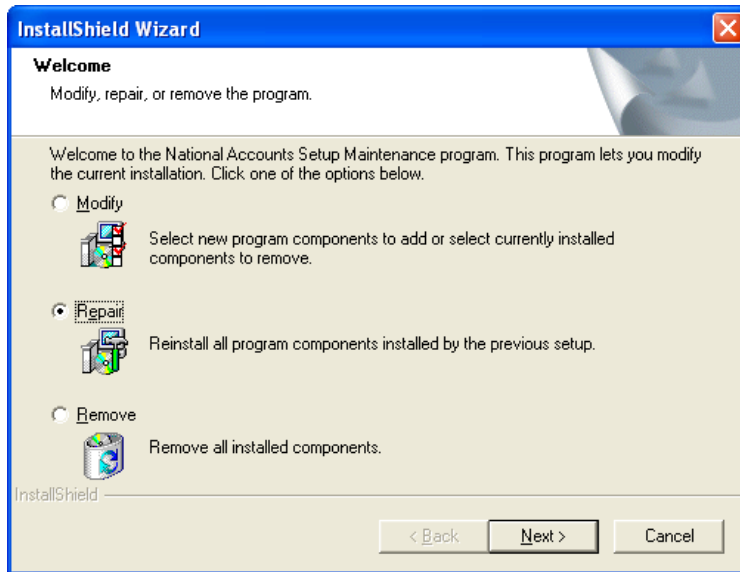 InstallShield Wizard
Welcome
Modify, repair, or remove the program.
Welcome to the National Accounts Setup Maintenance program. This program lets you modify
the current installation. Click one of the options below.
Modify
Select new program components to add or select currently installed
components to remove.
Repair
Reinstall all program components installed by the previous setup.
Remove
Remove all installed components.
InstallShield
< Back
Next >
Cancel